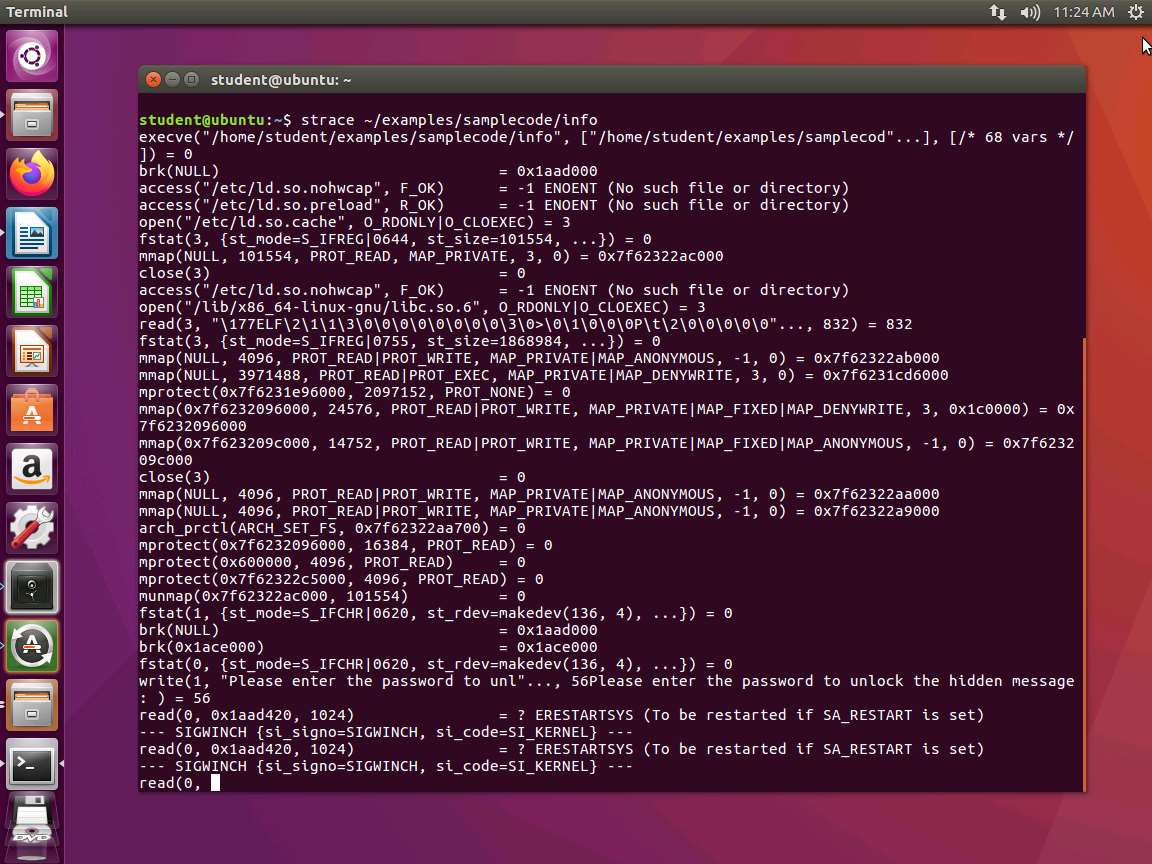 Terminal
11:24 AM
student@ubuntu: ~
student@ubuntu:~$ strace ~/examples/samplecode/info
execve("/home/student/examples/samplecode/info", ["/home/student/examples/samplecod"...], [/* 68 vars */
]) = 0
brk(NULL)                               = 0x1aad000
access("/etc/ld.so.nohwcap", F_OK)      = -1 ENOENT (No such file or directory)
access("/etc/ld.so.preload", R_OK)      = -1 ENOENT (No such file or directory)
open("/etc/ld.so.cache", O_RDONLY|O_CLOEXEC) = 3
fstat(3, {st_mode=S_IFREG|0644, st_size=101554, ...}) = 0
mmap(NULL, 101554, PROT_READ, MAP_PRIVATE, 3, 0) = 0x7f62322ac000
close(3)                                = 0
access("/etc/ld.so.nohwcap", F_OK)      = -1 ENOENT (No such file or directory)
open("/lib/x86_64-linux-gnu/libc.so.6", O_RDONLY|O_CLOEXEC) = 3
read(3, "\177ELF\2\1\1\3\0\0\0\0\0\0\0\0\3\0>\0\1\0\0\0P\t\2\0\0\0\0\0"..., 832) = 832
fstat(3, {st_mode=S_IFREG|0755, st_size=1868984, ...}) = 0
mmap(NULL, 4096, PROT_READ|PROT_WRITE, MAP_PRIVATE|MAP_ANONYMOUS, -1, 0) = 0x7f62322ab000
mmap(NULL, 3971488, PROT_READ|PROT_EXEC, MAP_PRIVATE|MAP_DENYWRITE, 3, 0) = 0x7f6231cd6000
mprotect(0x7f6231e96000, 2097152, PROT_NONE) = 0
mmap(0x7f6232096000, 24576, PROT_READ|PROT_WRITE, MAP_PRIVATE|MAP_FIXED|MAP_DENYWRITE, 3, 0x1c0000) = 0x
7f6232096000
mmap(0x7f623209c000, 14752, PROT_READ|PROT_WRITE, MAP_PRIVATE|MAP_FIXED|MAP_ANONYMOUS, -1, 0) = 0x7f6232
09c000
close(3)                                = 0
mmap(NULL, 4096, PROT_READ|PROT_WRITE, MAP_PRIVATE|MAP_ANONYMOUS, -1, 0) = 0x7f62322aa000
mmap(NULL, 4096, PROT_READ|PROT_WRITE, MAP_PRIVATE|MAP_ANONYMOUS, -1, 0) = 0x7f62322a9000
arch_prctl(ARCH_SET_FS, 0x7f62322aa700) = 0
mprotect(0x7f6232096000, 16384, PROT_READ) = 0
mprotect(0x600000, 4096, PROT_READ)     = 0
mprotect(0x7f62322c5000, 4096, PROT_READ) = 0
munmap(0x7f62322ac000, 101554)          = 0
fstat(1, {st_mode=S_IFCHR|0620, st_rdev=makedev(136, 4), ...}) = 0
brk(NULL)                               = 0x1aad000
brk(0x1ace000)                          = 0x1ace000
fstat(0, {st_mode=S_IFCHR|0620, st_rdev=makedev(136, 4), ...}) = 0
write(1, "Please enter the password to unl"..., 56Please enter the password to unlock the hidden message
: ) = 56
read(0, 0x1aad420, 1024)                = ? ERESTARTSYS (To be restarted if SA_RESTART is set)
--- SIGWINCH {si_signo=SIGWINCH, si_code=SI_KERNEL} ---
read(0, 0x1aad420, 1024)                = ? ERESTARTSYS (To be restarted if SA_RESTART is set)
--- SIGWINCH {si_signo=SIGWINCH, si_code=SI_KERNEL} ---
read(0,
DVD